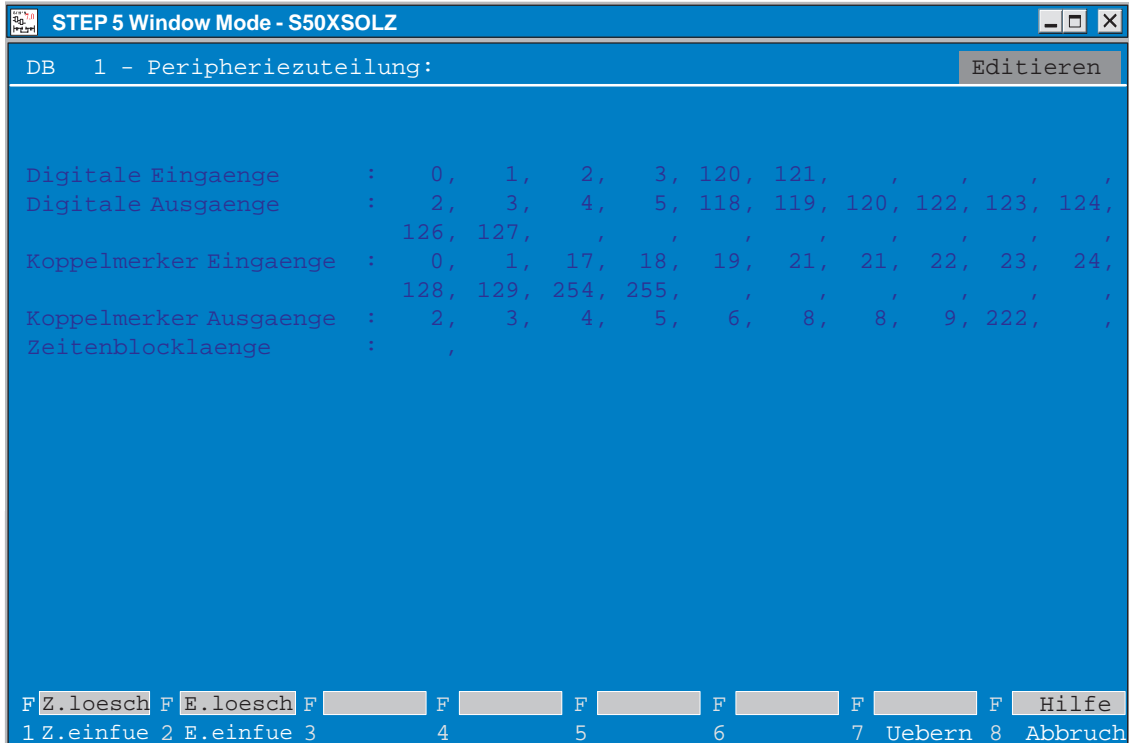 STEP 5 Window Mode - S50XSOLZ
DB 1 - Peripheriezuteilung: Editieren
Digitale Eingaenge : 0, 1, 2, 3, 120, 121, , , , ,
Digitale Ausgaenge : 2, 3, 4, 5, 118, 119, 120, 122, 123, 124,
126, 127, , , , , , , , ,
Koppelmerker Eingaenge : 0, 1, 17, 18, 19, 21, 21, 22, 23, 24,
128, 129, 254, 255, , , , , , ,
Koppelmerker Ausgaenge : 2, 3, 4, 5, 6, 8, 8, 9, 222, ,
Zeitenblocklaenge : ,
F Z.loesch F E.loesch F F F F F F Hilfe
1 Z.einfue 2 E.einfue 3 4 5 6 7 Uebern 8 Abbruch